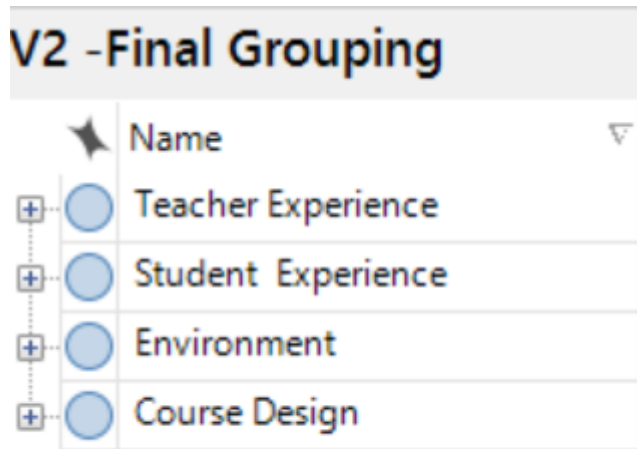 V2 -Final Grouping
Name
Teacher Experience
Student  Experience
Environment
Course Design